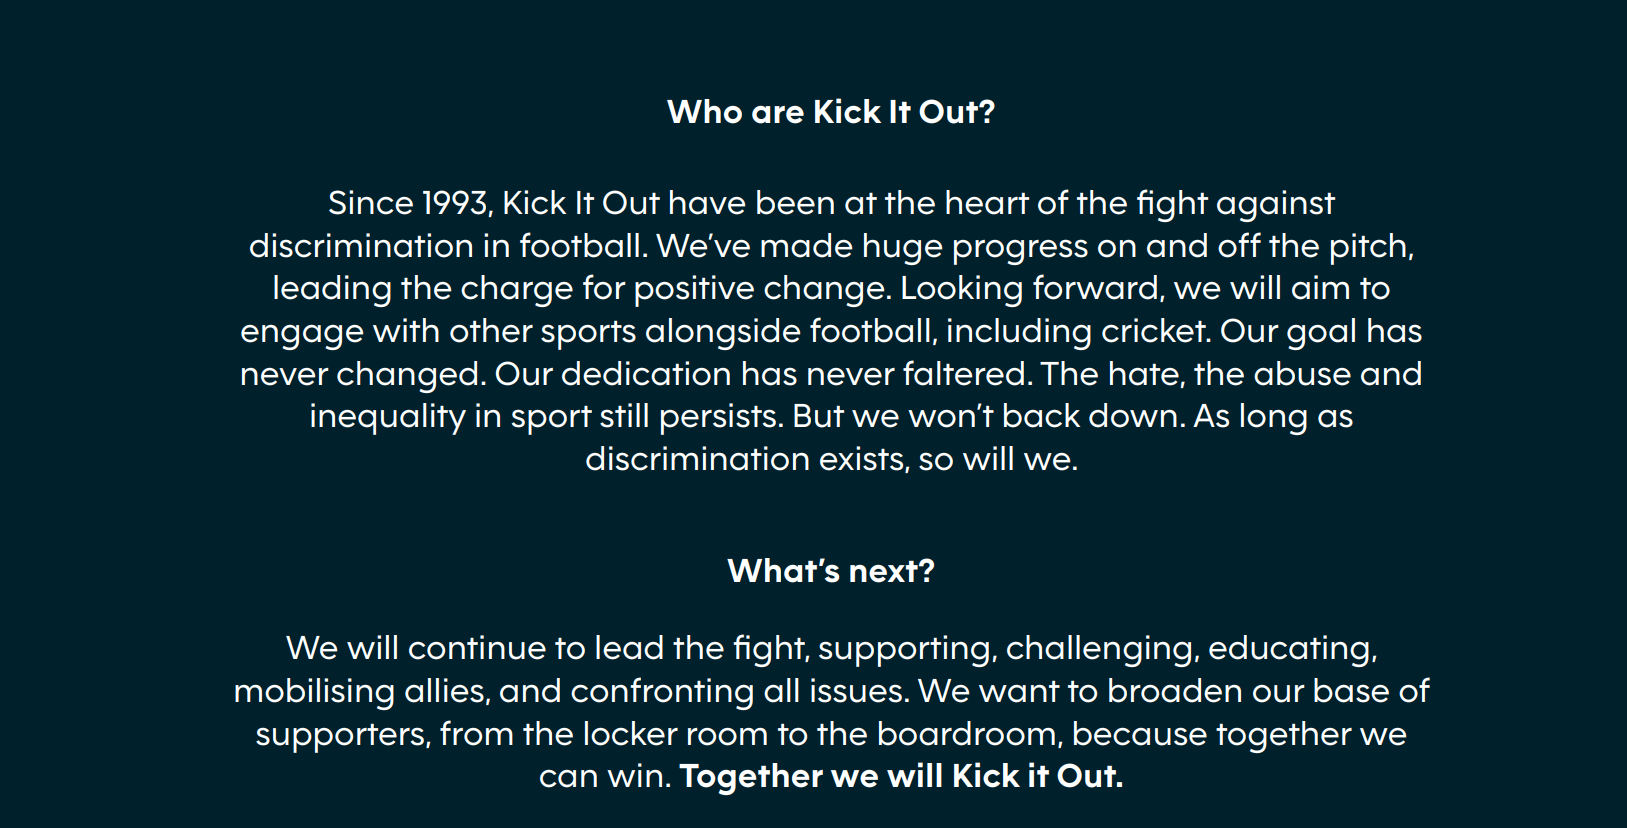 Who are Kick It Out?
Since 1993, Kick It Out have been at the heart of the fight against
discrimination in football. We’ve made huge progress on and off the pitch,
leading the charge for positive change. Looking forward, we will aim to
engage with other sports alongside football, including cricket. Our goal has
never changed. Our dedication has never faltered. The hate, the abuse and
inequality in sport still persists. But we won’t back down. As long as
discrimination exists, so will we.
What’s next?
We will continue to lead the fight, supporting, challenging, educating,
mobilising allies, and confronting all issues. We want to broaden our base of
supporters, from the locker room to the boardroom, because together we
can win. Together we will Kick it Out.